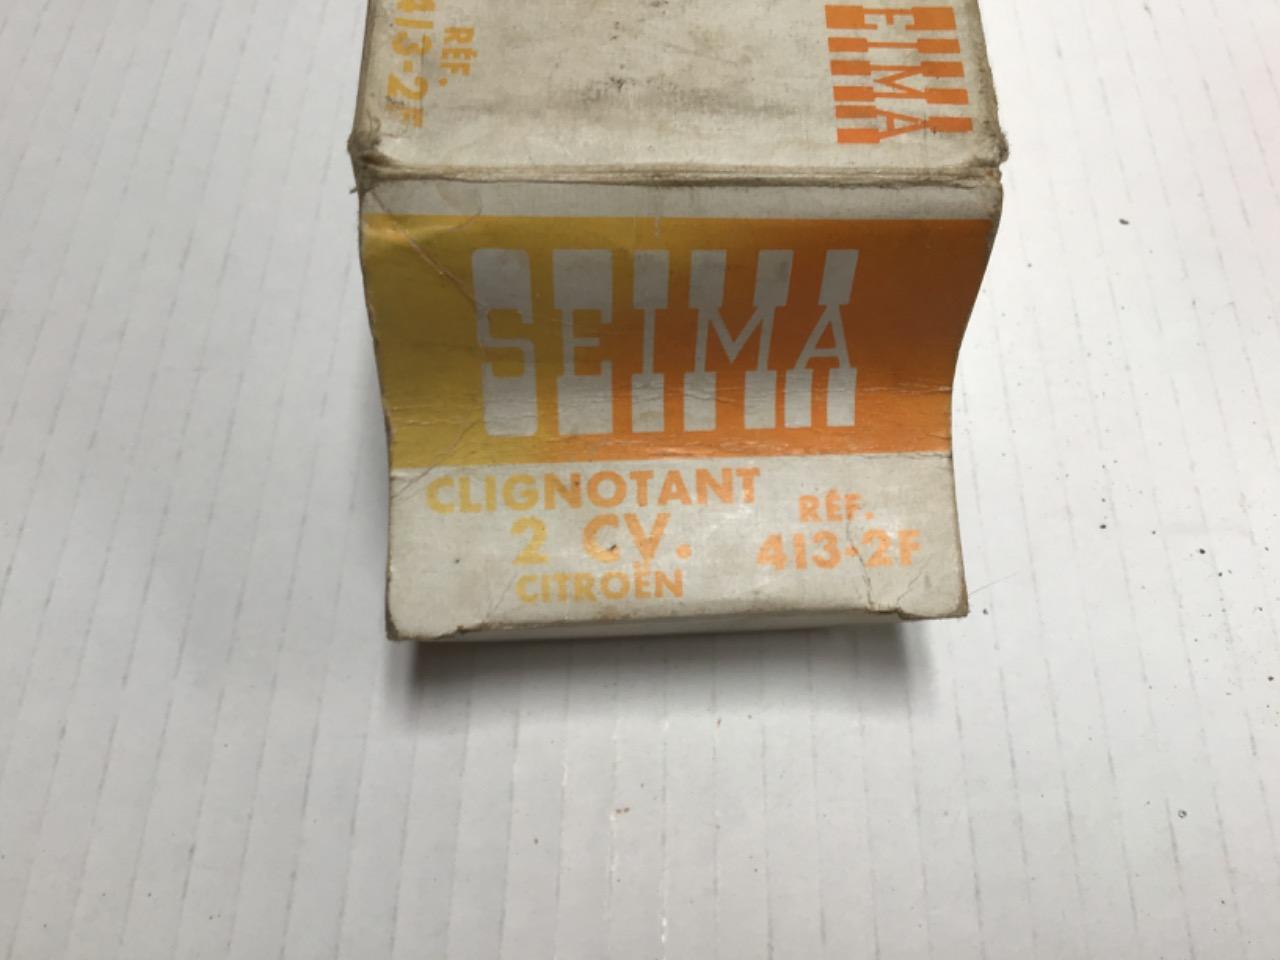 RÉF.
413-2F
SEIMA
SEIMA
CLIGNOTANT
2 CV.
CITROËN
RÉF.
413-2F